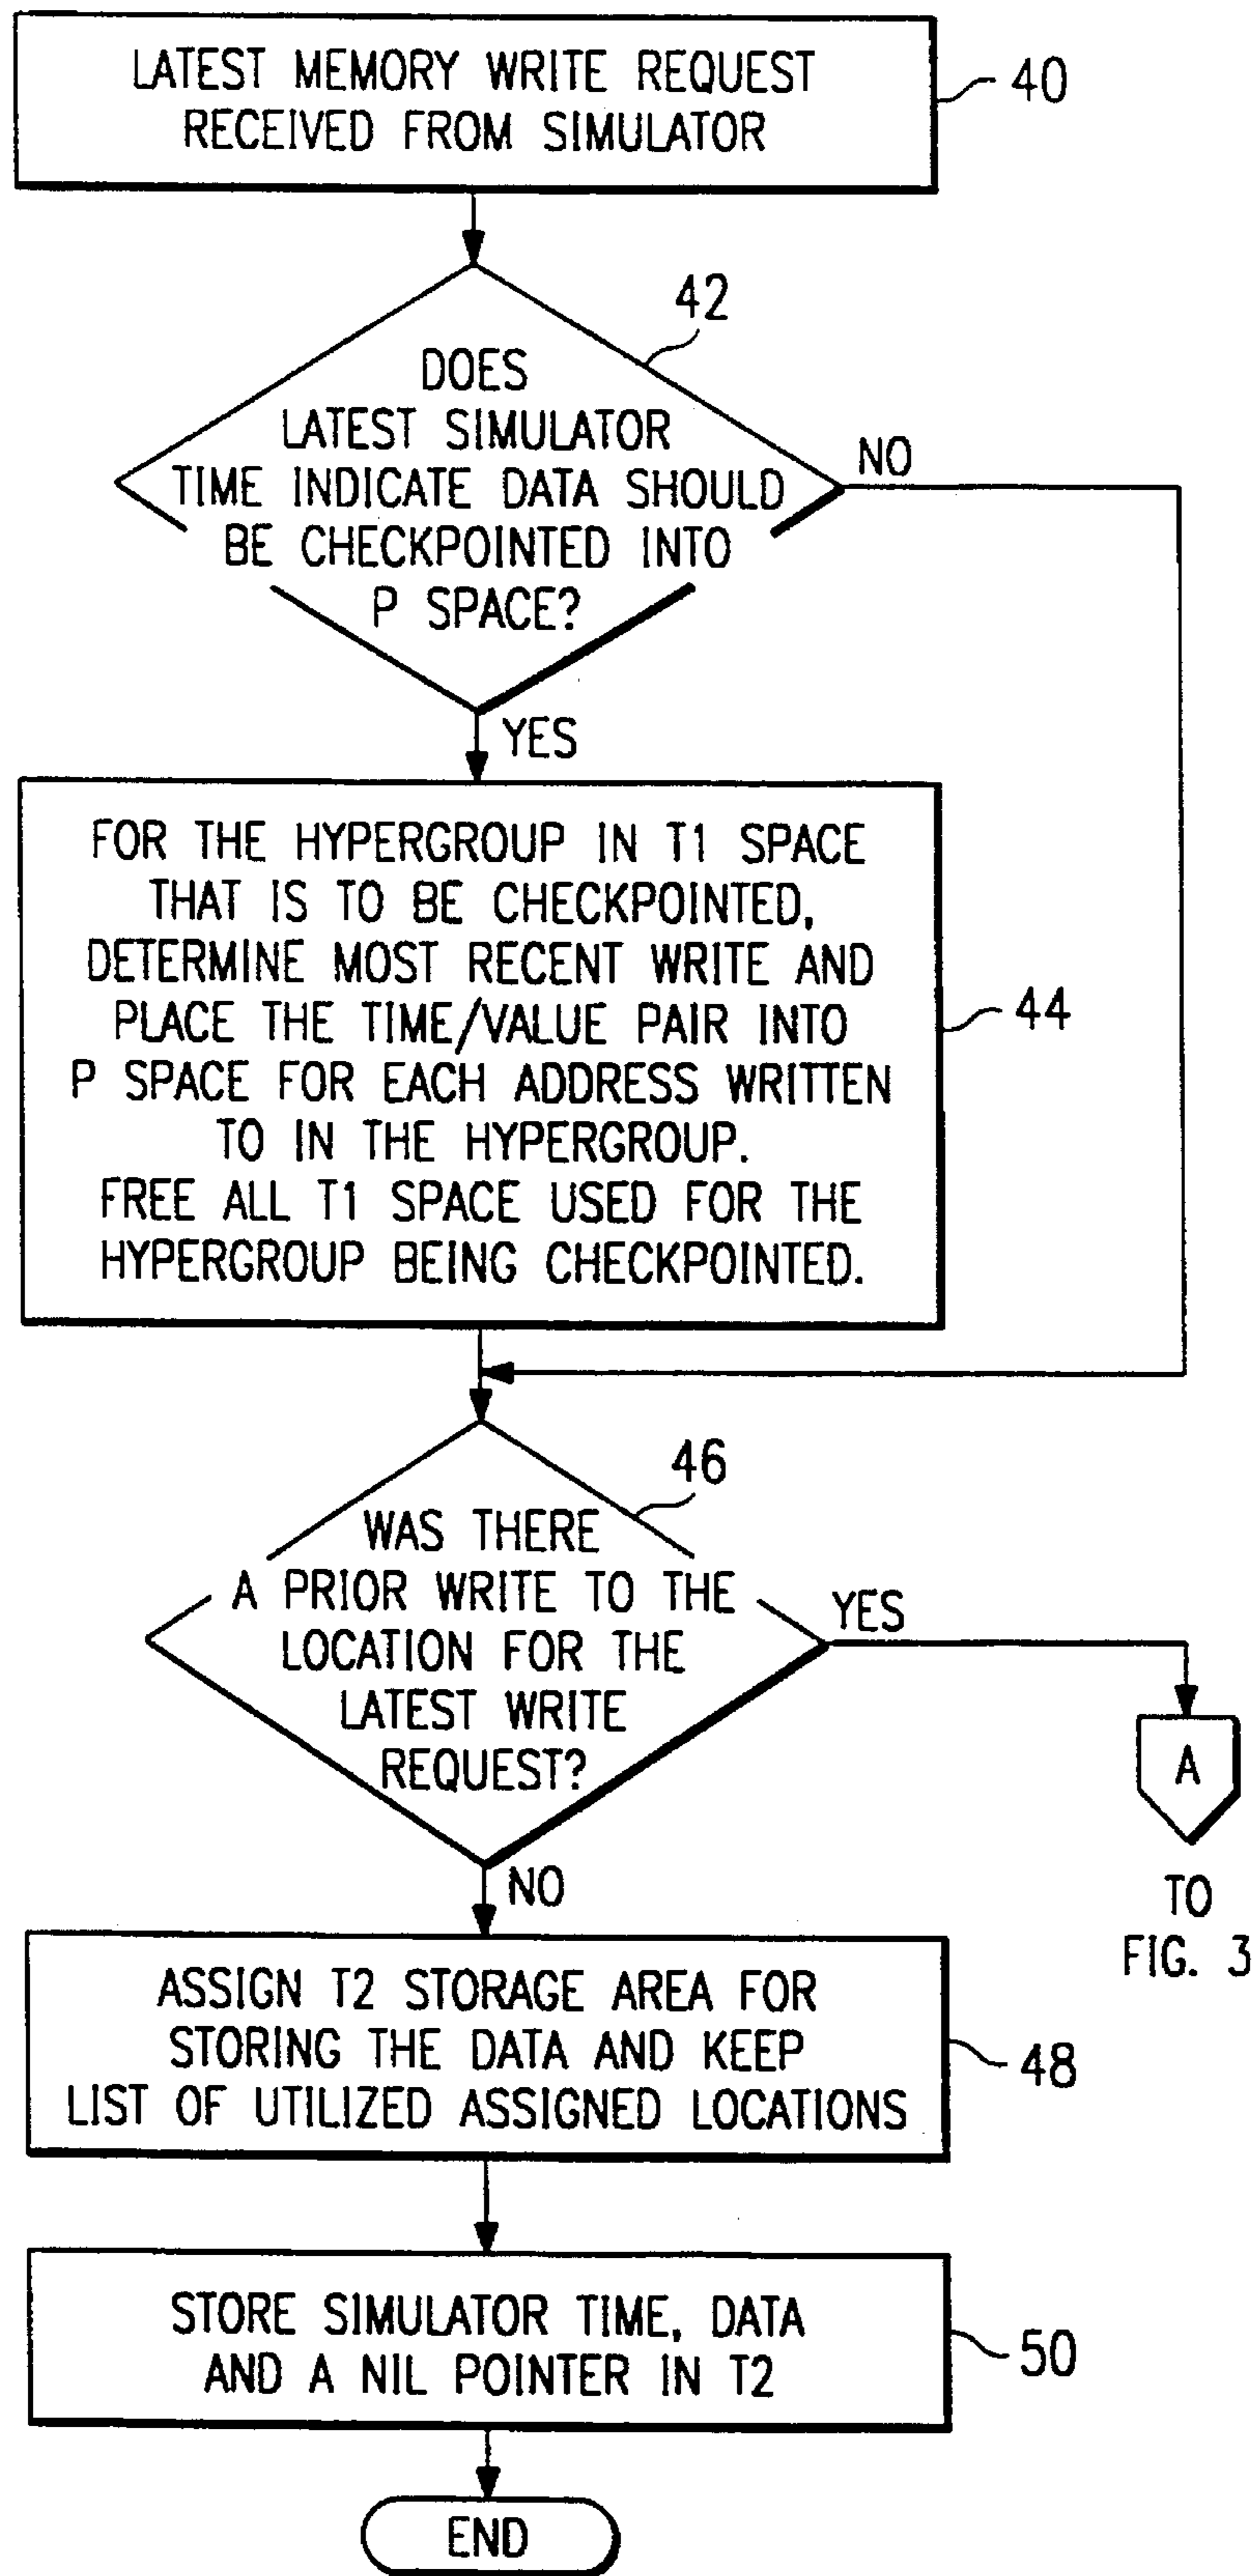 LATEST MEMORY WRITE REQUEST
RECEIVED FROM SIMULATOR
40
42
DOES
LATEST SIMULATOR
TIME INDICATE DATA SHOULD
BE CHECKPOINTED INTO
P SPACE?
NO
YES
FOR THE HYPERGROUP IN T1 SPACE
THAT IS TO BE CHECKPOINTED,
DETERMINE MOST RECENT WRITE AND
PLACE THE TIME/VALUE PAIR INTO
P SPACE FOR EACH ADDRESS WRITTEN
TO IN THE HYPERGROUP.
FREE ALL T1 SPACE USED FOR THE
HYPERGROUP BEING CHECKPOINTED.
44
46
WAS THERE
A PRIOR WRITE TO THE
LOCATION FOR THE
LATEST WRITE
REQUEST?
YES
A
TO
FIG. 3
NO
ASSIGN T2 STORAGE AREA FOR
STORING THE DATA AND KEEP
LIST OF UTILIZED ASSIGNED LOCATIONS
48
STORE SIMULATOR TIME, DATA
AND A NIL POINTER IN T2
50
END